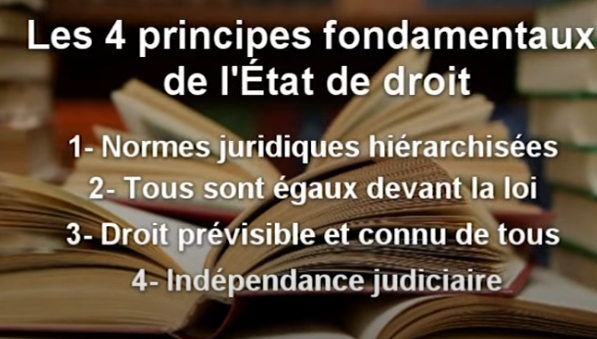 Les 4 principes fondamentaux
de l'État de droit
1- Normes juridiques hiérarchisées
2- Tous sont égaux devant la loi
3- Droit prévisible et connu de tous
4- Indépendance judiciaire